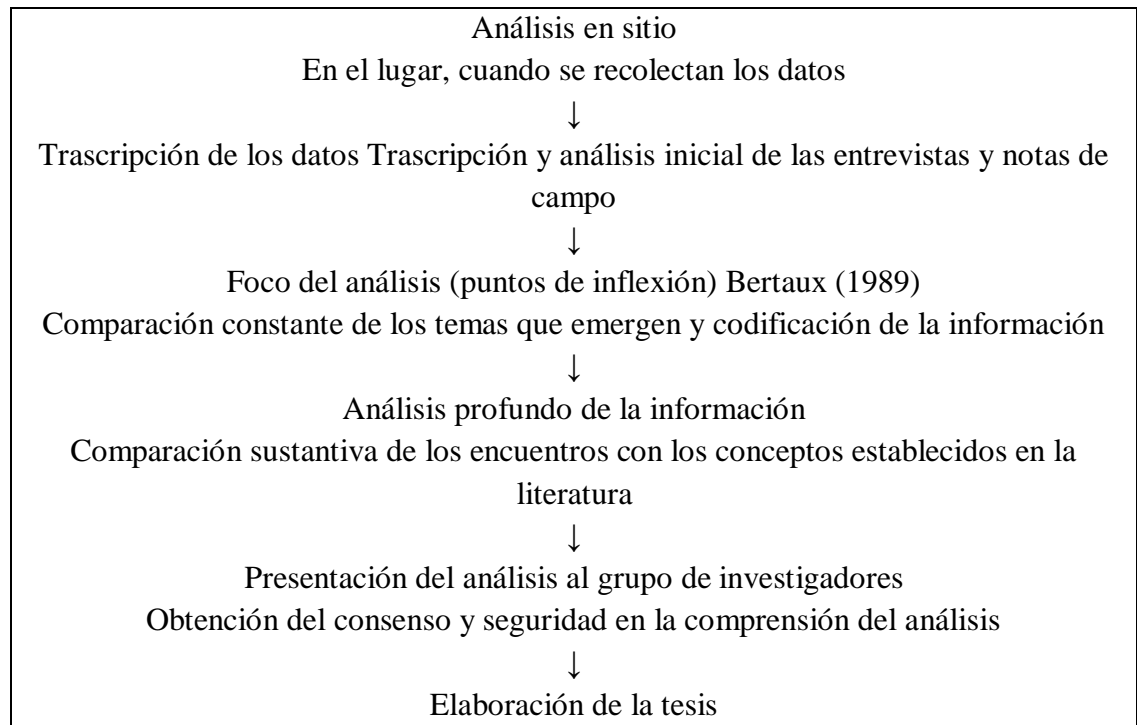 Análisis en sitio
En el lugar, cuando se recolectan los datos
↓
Trascripción de los datos Trascripción y análisis inicial de las entrevistas y notas de
campo
↓
Foco del análisis (puntos de inflexión) Bertaux (1989)
Comparación constante de los temas que emergen y codificación de la información
↓
Análisis profundo de la información
Comparación sustantiva de los encuentros con los conceptos establecidos en la
literatura
↓
Presentación del análisis al grupo de investigadores
Obtención del consenso y seguridad en la comprensión del análisis
↓
Elaboración de la tesis